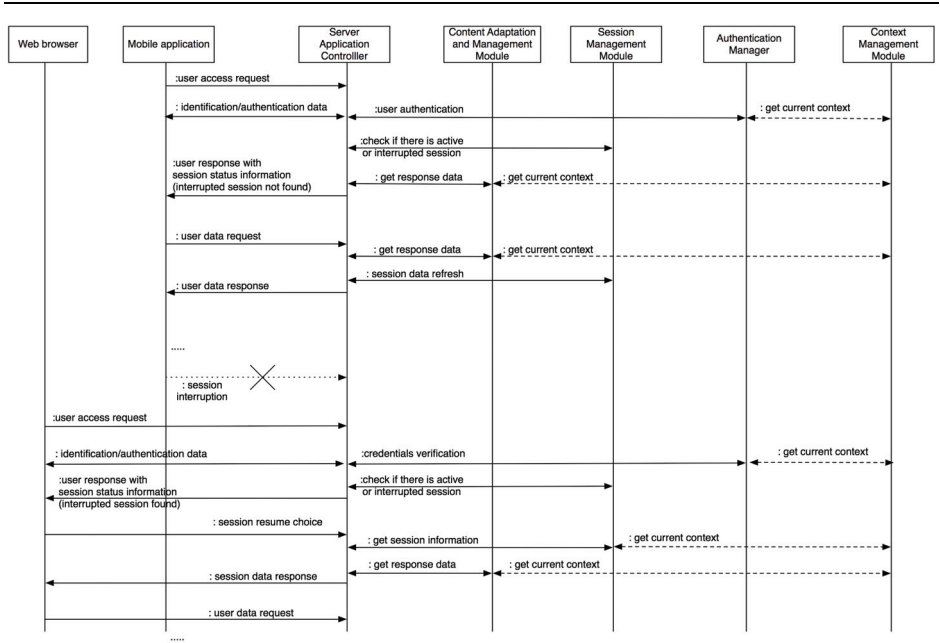 Web browser
Mobile application
Server
Application
Controlller
Content Adaptation
and Management
Module
Session
Management
Module
Authentication
Manager
Context
Management
Module
:user access request
: identification/authentication data
:user authentication
: get current context
:check if there is active
or interrupted session
:user response with
session status information
(interrupted session not found)
: get response data
: get current context
: user data request
: get response data
: get current context
: session data refresh
: user data response
.....
: session
interruption
:user access request
: identification/authentication data
:credenti​als verification
: get current context
:user response with
session status information
(interrupted session found)
:check if there is active
or interrupted session
: session resume choice
: get session information
: get current context
: get response data
: get current context
: session data response
: user data request
.....